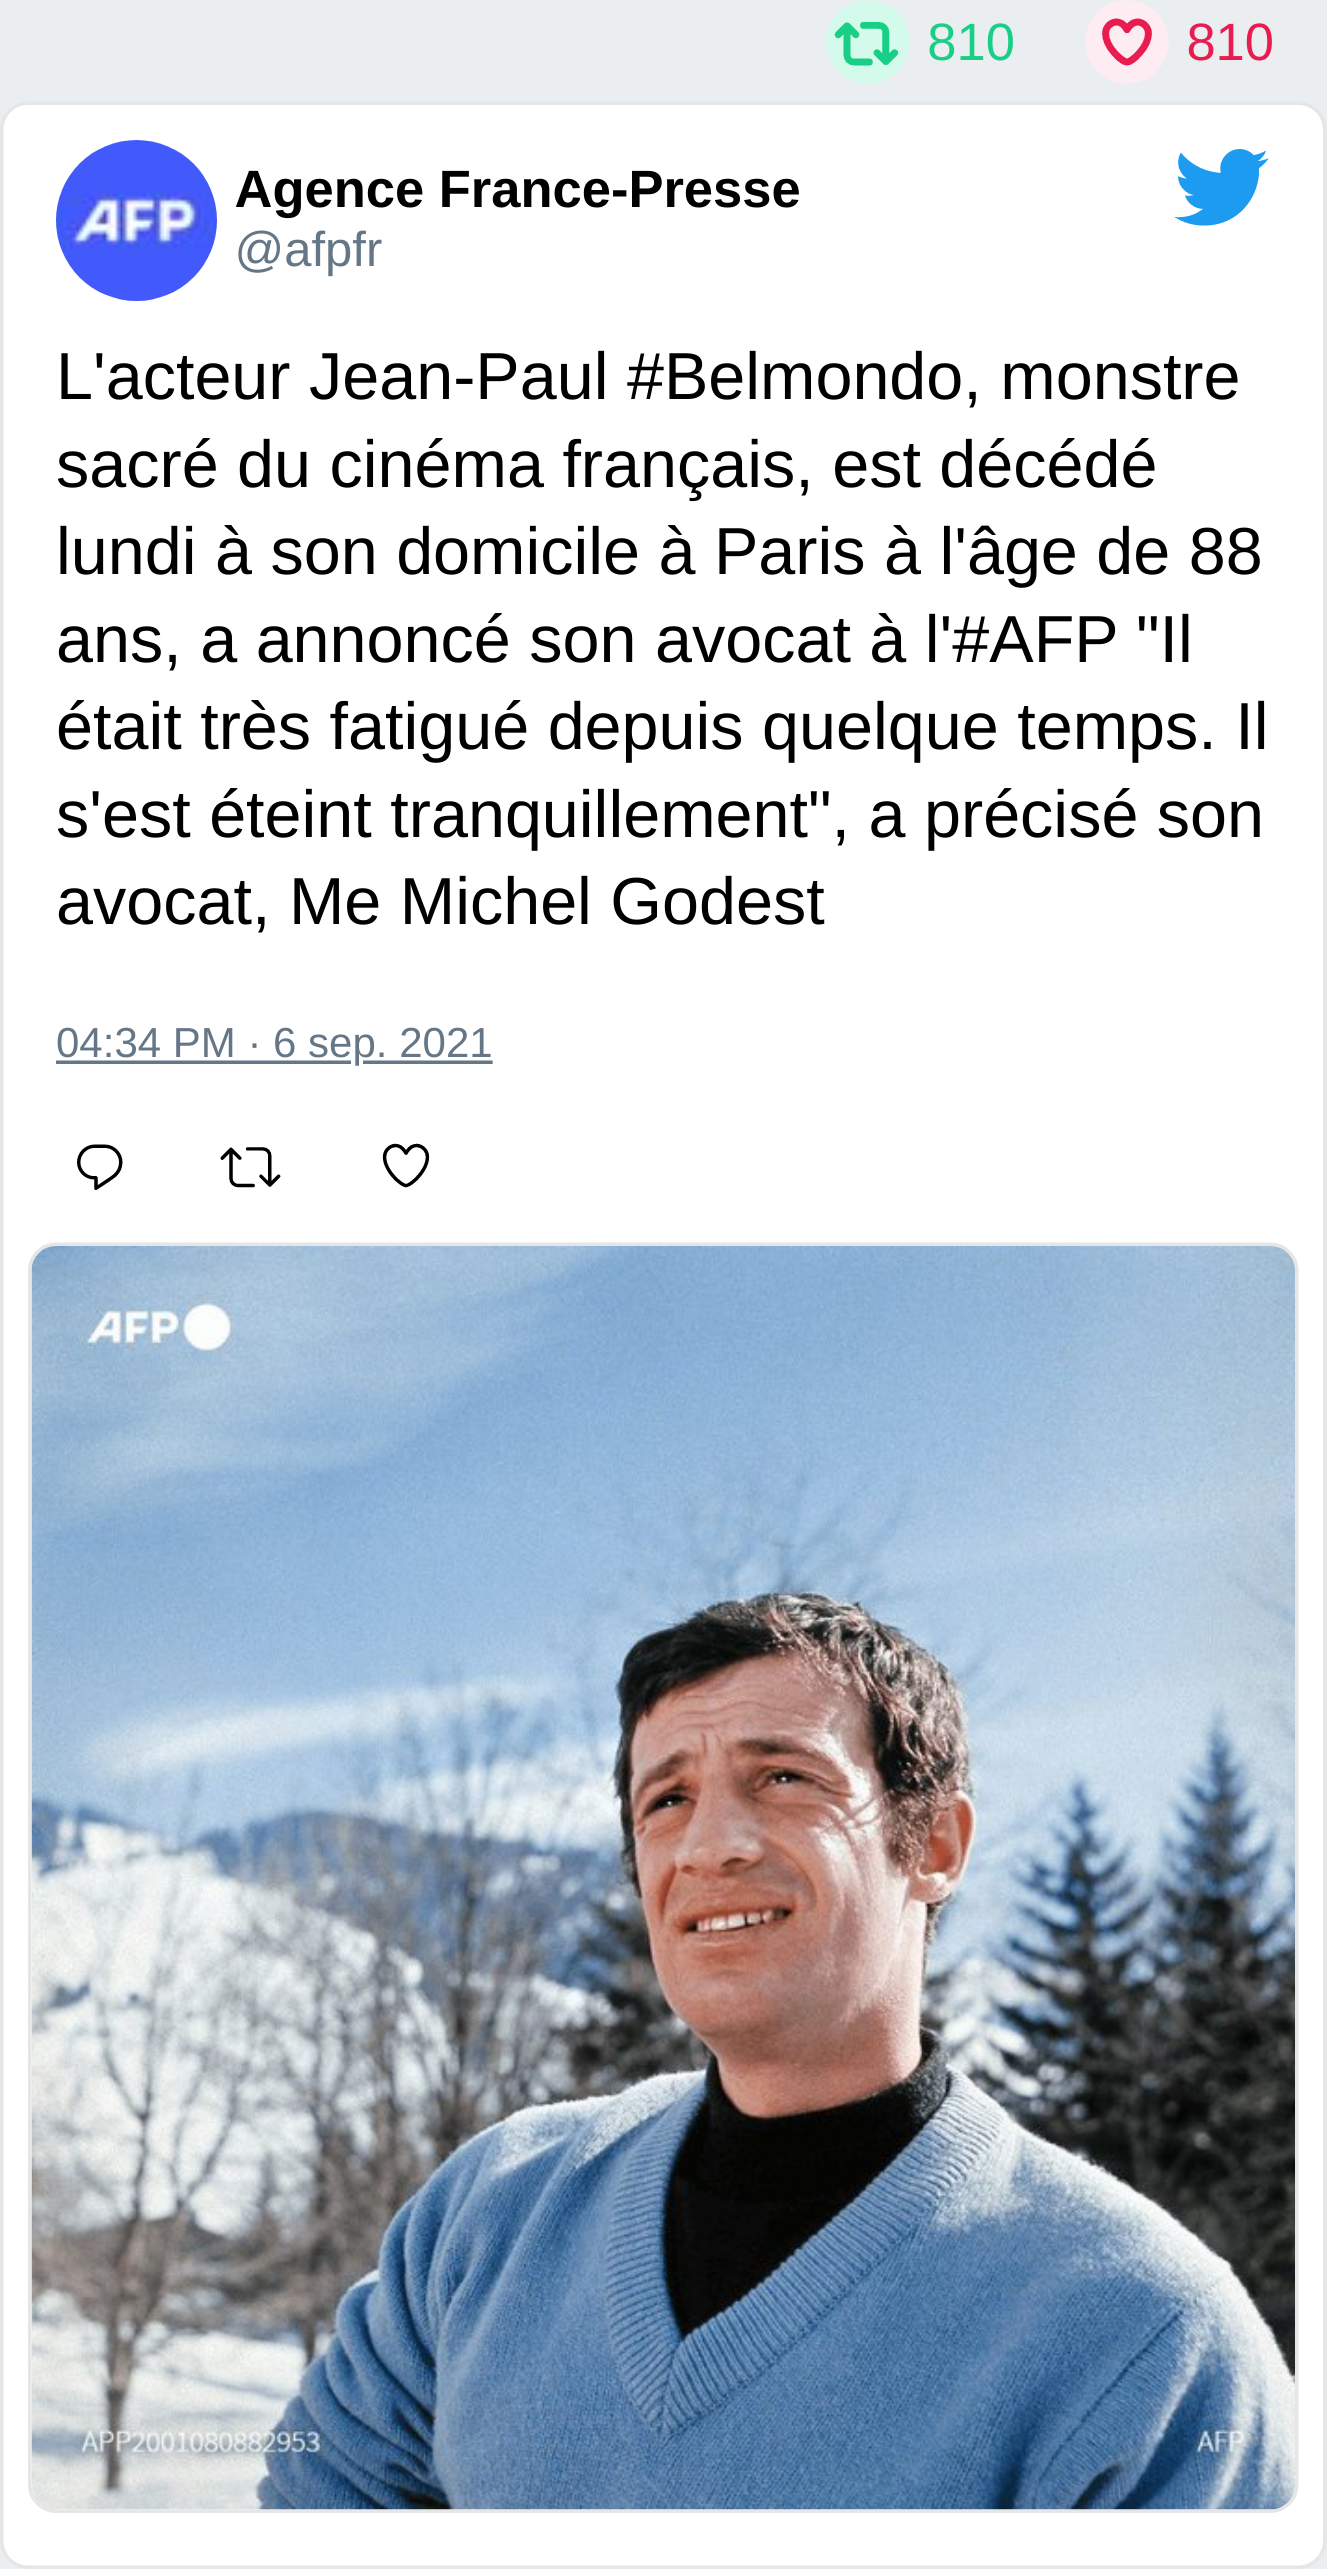 810 810
AFP
Agence France-Presse
@afpfr
L'acteur Jean-Paul #Belmondo, monstre
sacré du cinéma français, est décédé
lundi à son domicile à Paris à l'âge de 88
ans, a annoncé son avocat à l'#AFP "Il
était très fatigué depuis quelque temps. Il
s'est éteint tranquillement", a précisé son
avocat, Me Michel Godest
04:34 PM · 6 sep. 2021
AFP
APP2001080882953 AFP